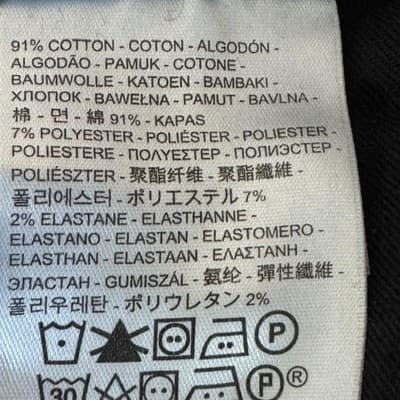 91% COTTON - COTON - ALGODÓN -
ALGODÃO - PAMUK - COTONE -
BAUMWOLLE - KATOEN - BAMBAKI -
ХЛОПОК - BAWEŁNA - PAMUT - BAVLNA -
棉 - 면 - 綿 91% - KAPAS
7% POLYESTER - POLIÉSTER - POLIESTER -
POLIESTERE - ΠΟΛΥΕΣΤΕΡ - ПОЛИЭСТЕР -
POLIÉSZTER - 聚酯纤维 - 聚酯纖維 -
폴리에스터 - ポリエステル 7%
2% ELASTANE - ELASTHANNE -
ELASTANO - ELASTAN - ELASTOMERO -
ELASTHAN - ELASTAAN - ΕΛΑΣΤΑΝΗ -
ЭЛАСТАН - GUMISZÁL - 氨纶 - 彈性纖維 -
폴리우레탄 - ポリウレタン 2%
P
30 P ®